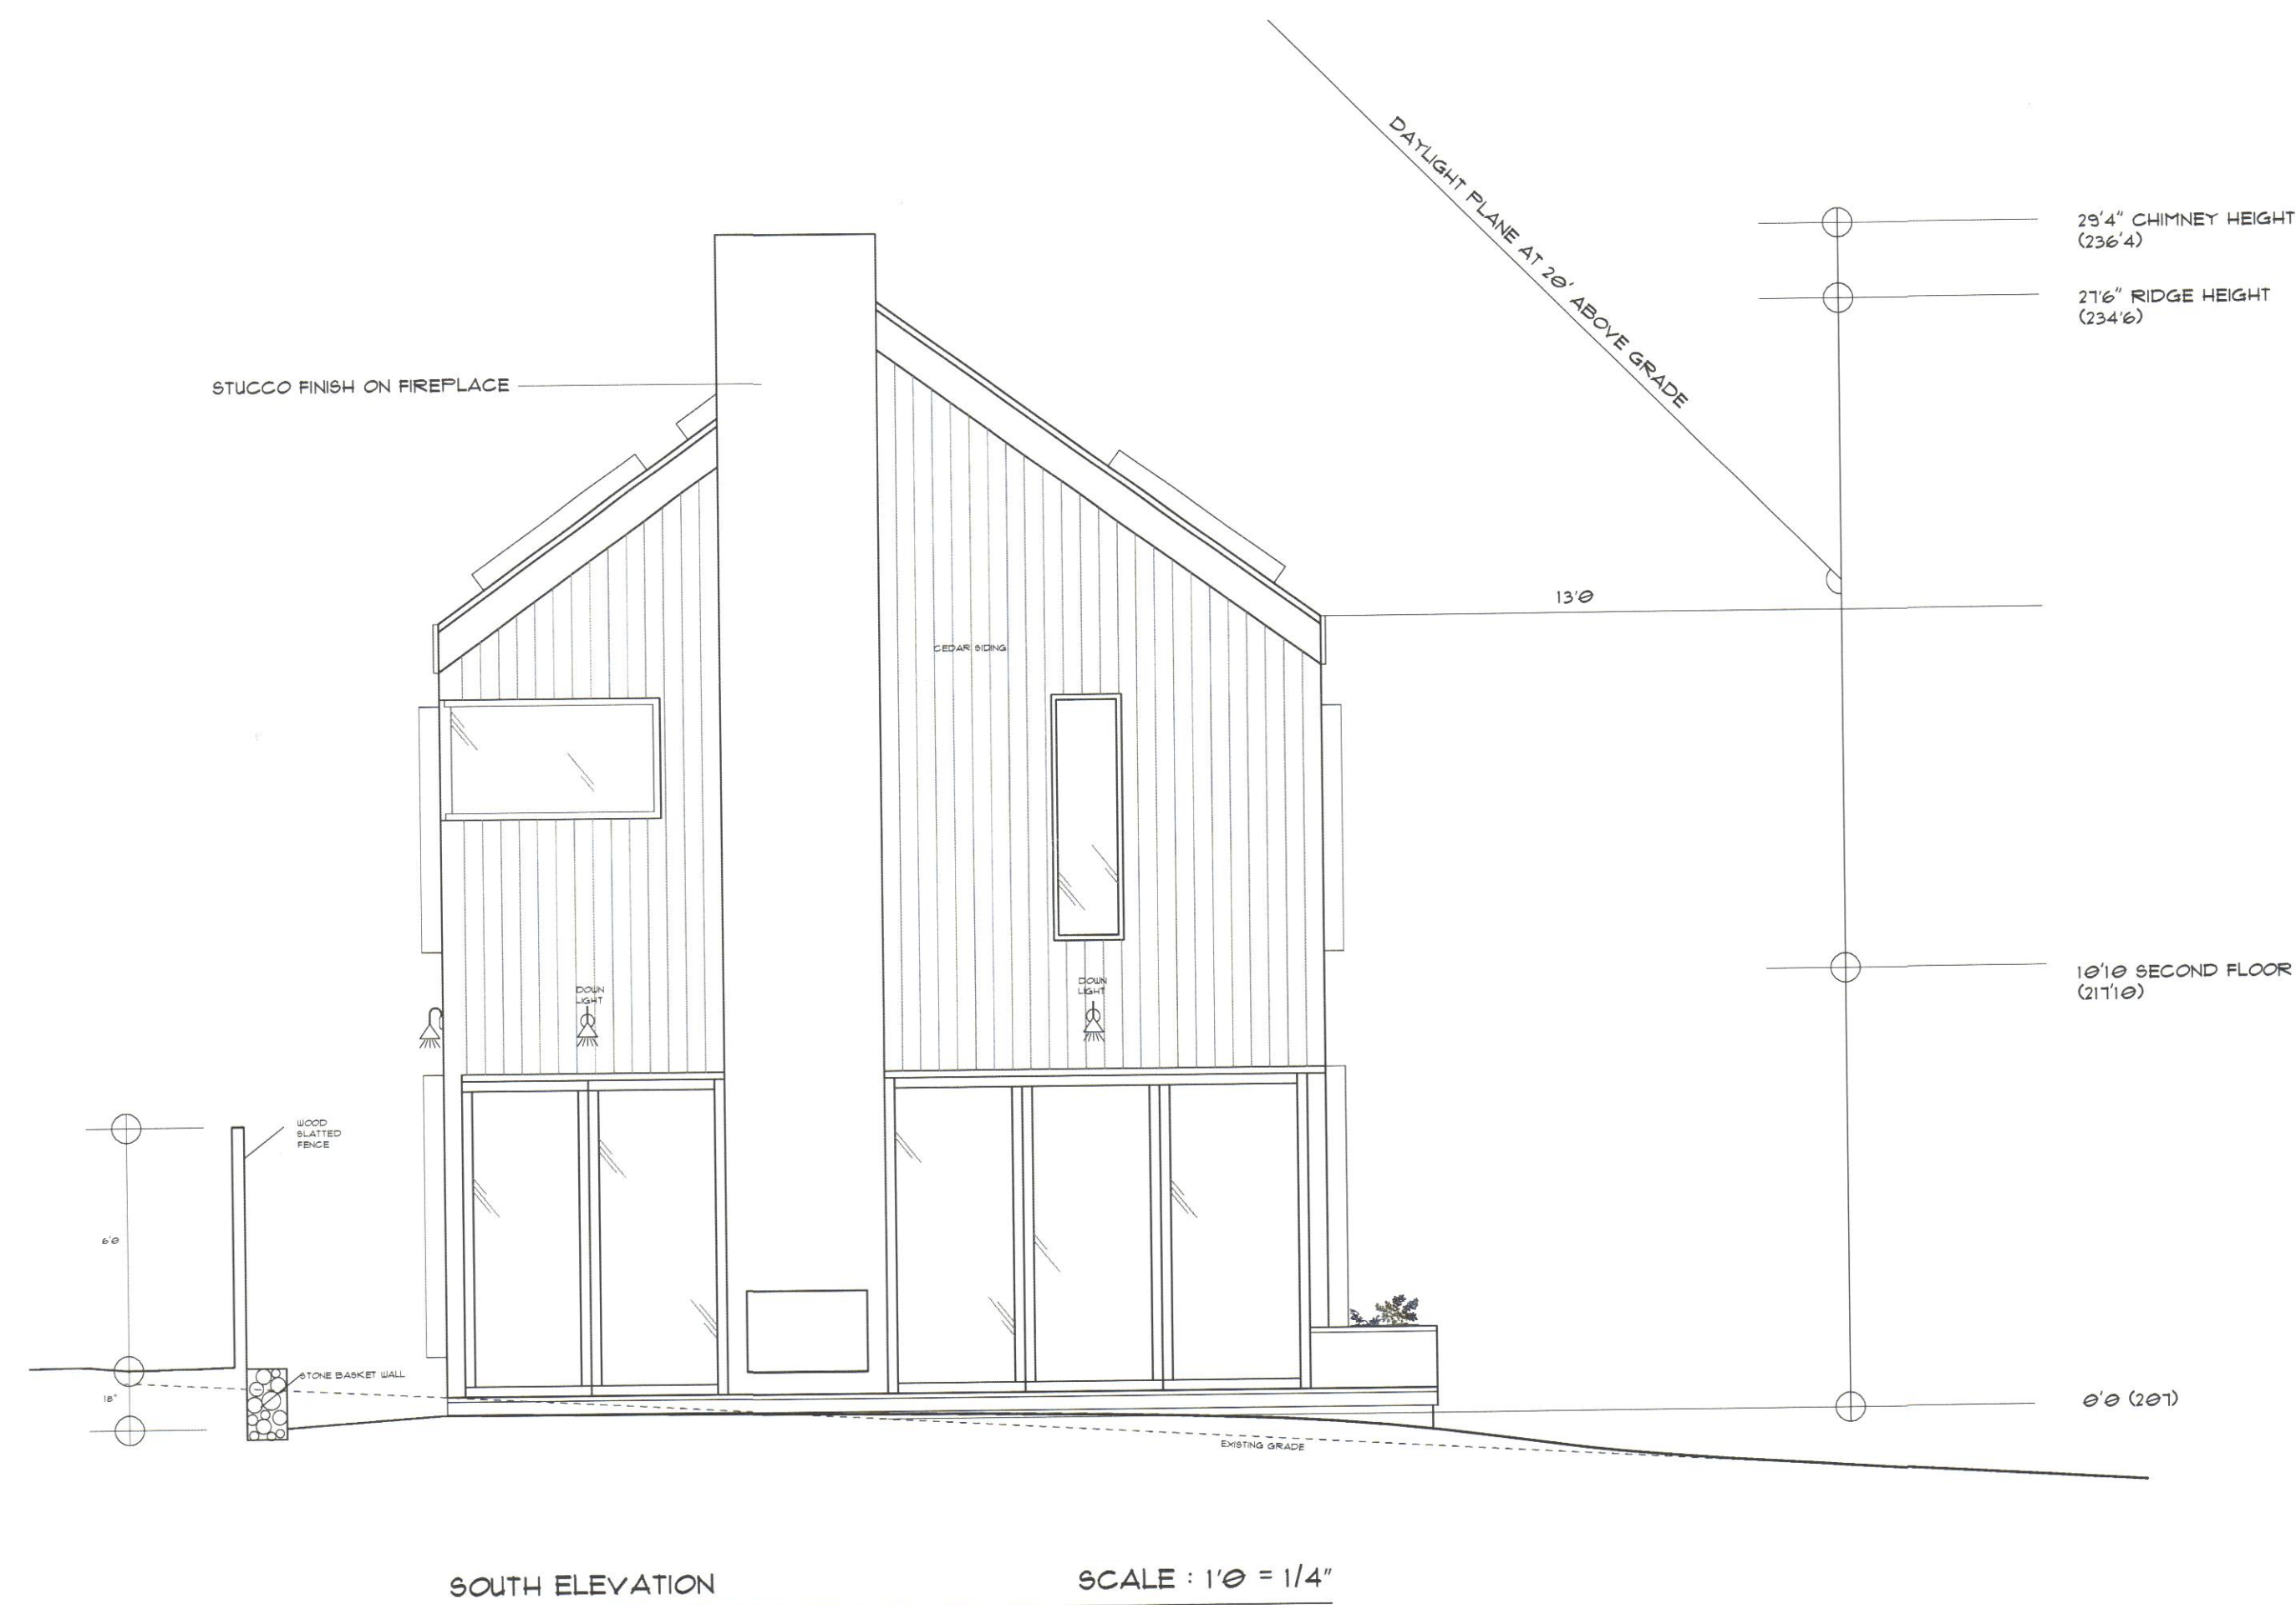 DAYLIGHT PLANE AT 20' ABOVE GRADE
29'4" CHIMNEY HEIGHT
(236'4)
27'6" RIDGE HEIGHT
(234'6)
STUCCO FINISH ON FIREPLACE
13'0
CEDAR SIDING
10'10 SECOND FLOOR
(217'10)
DOWN
LIGHT
DOWN
LIGHT
WOOD
SLATTED
FENCE
6'0
STONE BASKET WALL
18"
0'0 (207)
EXISTING GRADE
SOUTH ELEVATION
SCALE : 1'0 = 1/4"